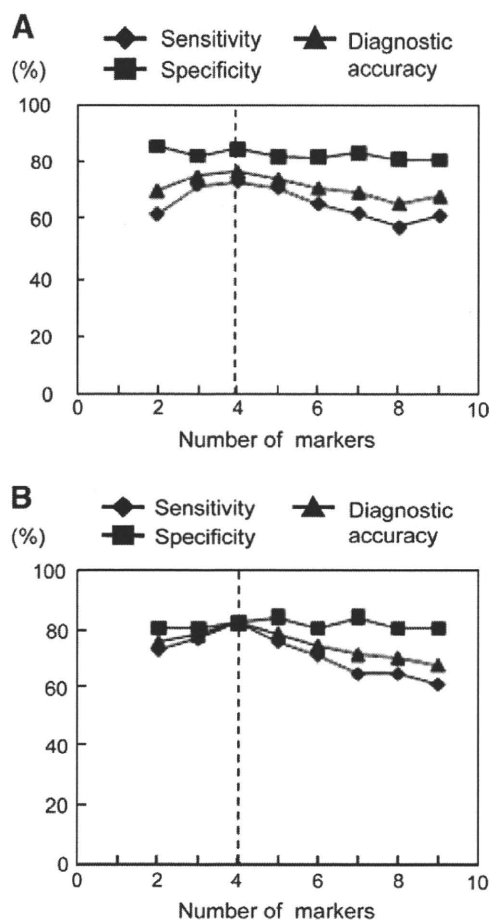 A
Sensitivity
Diagnostic
(%)
Specificity
accuracy
100
80
60
40
20
0
0 2 4 6 8 10
Number of markers
B
Sensitivity
Diagnostic
(%)
Specificity
accuracy
100
80
60
40
20
0
0 2 4 6 8 10
Number of markers